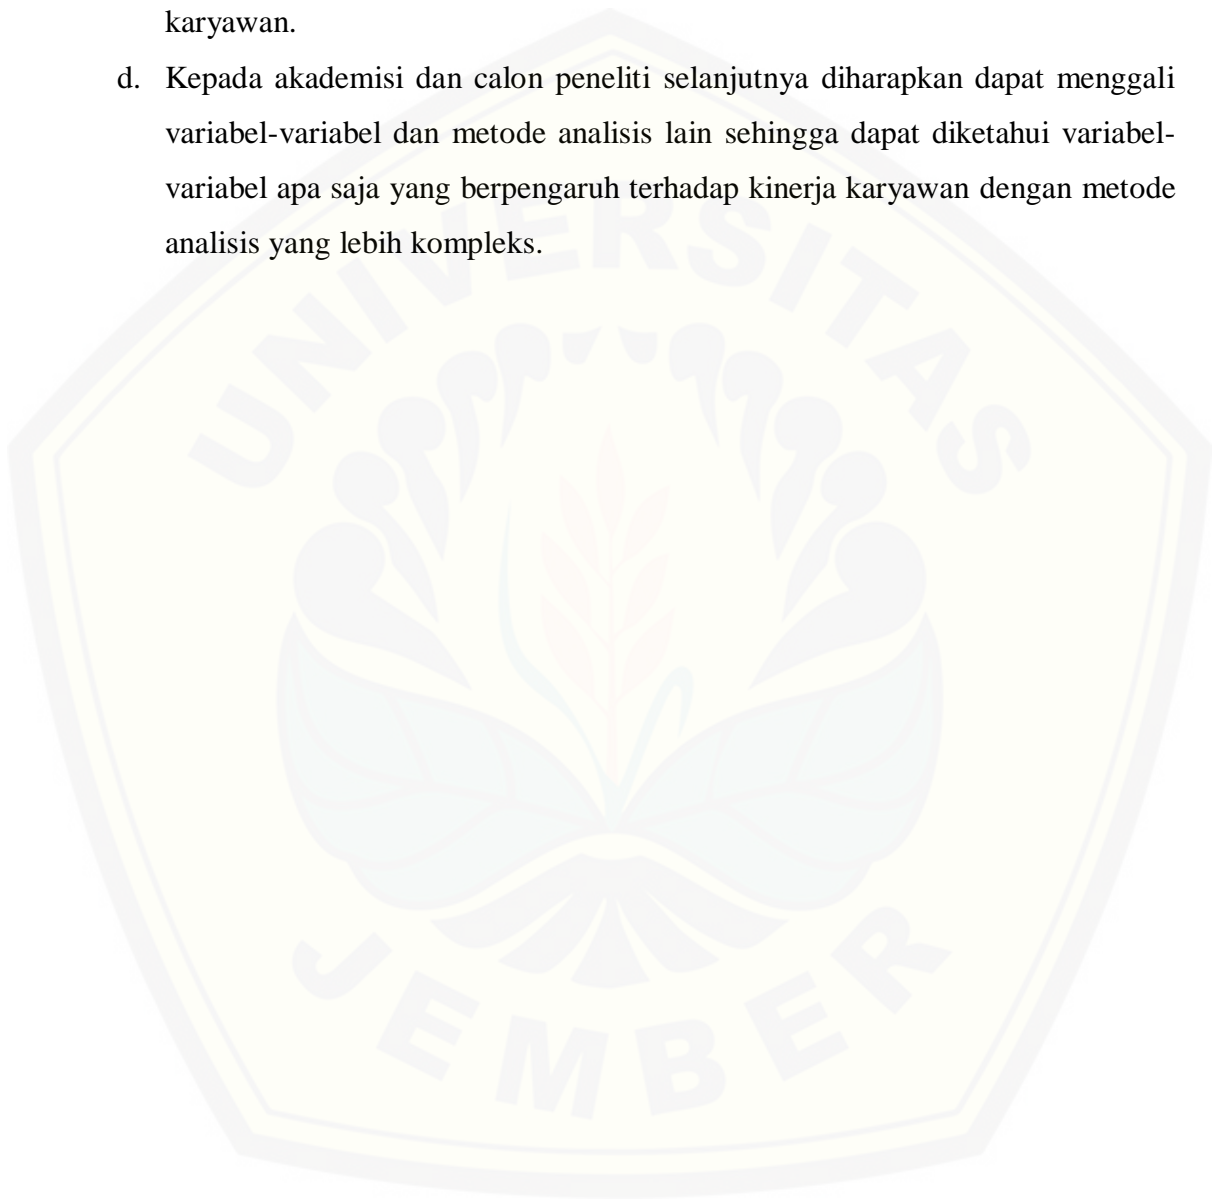 karyawan.
d. Kepada akademisi dan calon peneliti selanjutnya diharapkan dapat menggali
variabel-variabel dan metode analisis lain sehingga dapat diketahui variabel-
variabel apa saja yang berpengaruh terhadap kinerja karyawan dengan metode
analisis yang lebih kompleks.
UNIVERSITAS
JEMBER